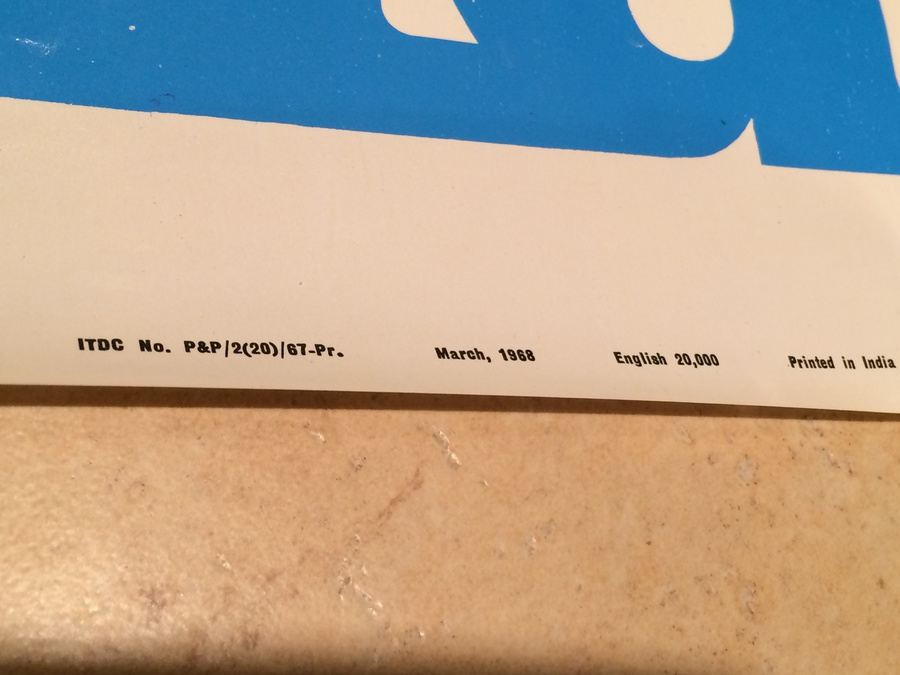 ITDC No. P&P/2(20)/67-Pr. March, 1968 English 20,000 Printed in India